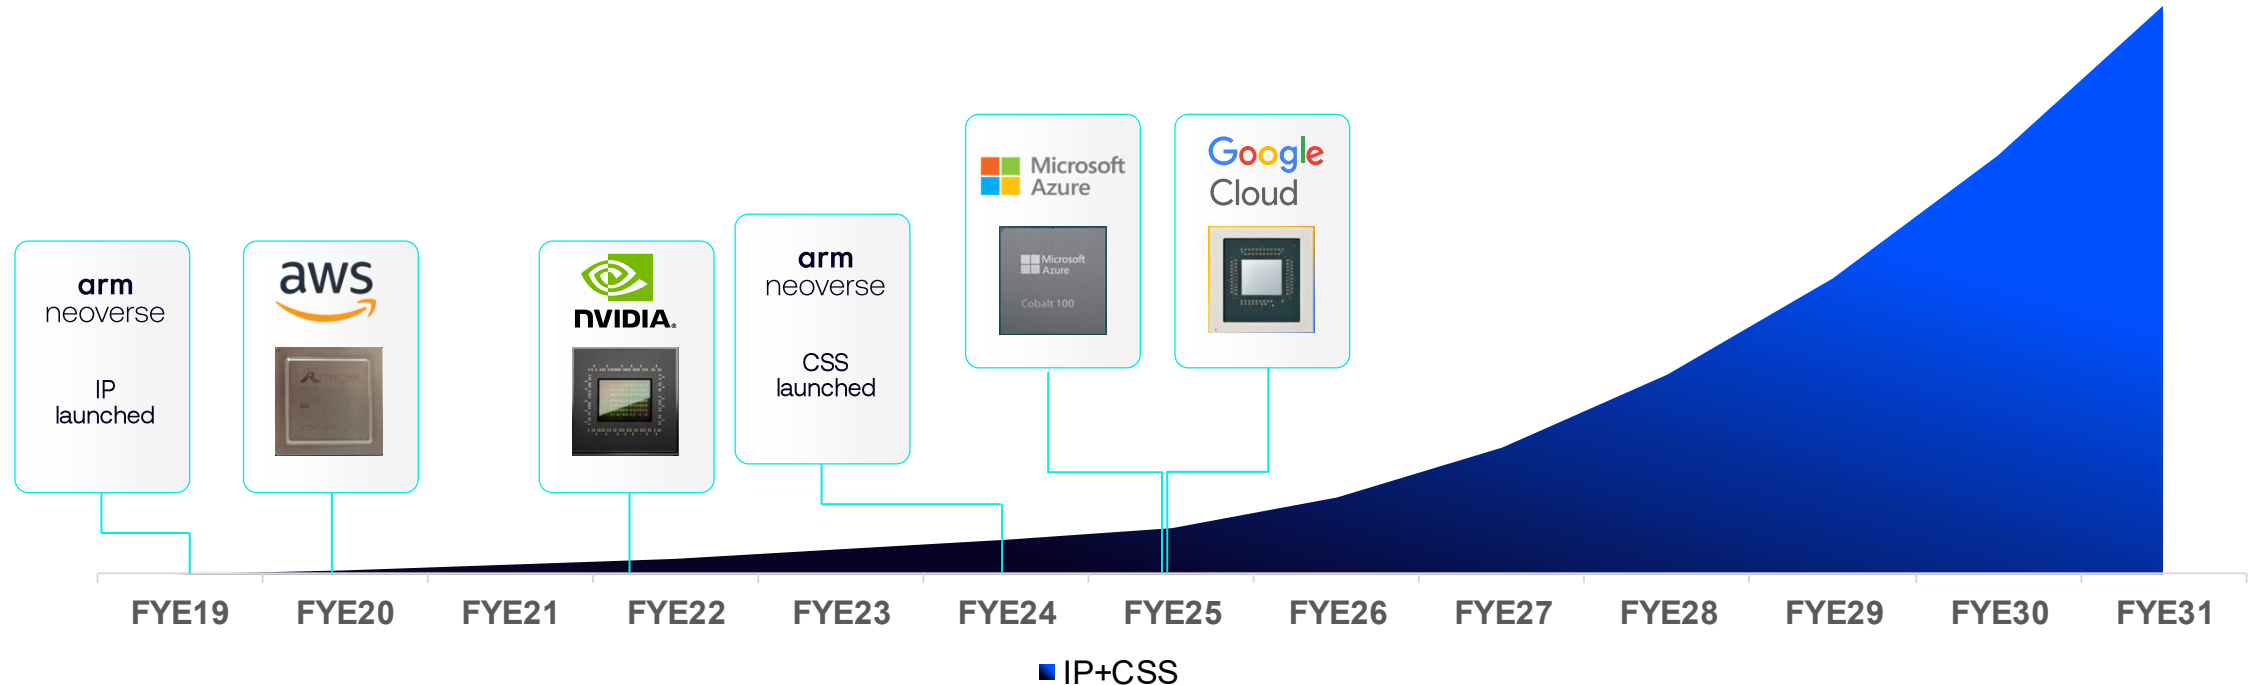 arm
neoverse
IP
launched
aws
NVIDIA
arm
neoverse
CSS
launched
Microsoft
Azure
Microsoft
Azure
Cobalt 100
Google
Cloud
FYE19 FYE20 FYE21 FYE22 FYE23 FYE24 FYE25 FYE26 FYE27 FYE28 FYE29 FYE30 FYE31
IP+CSS